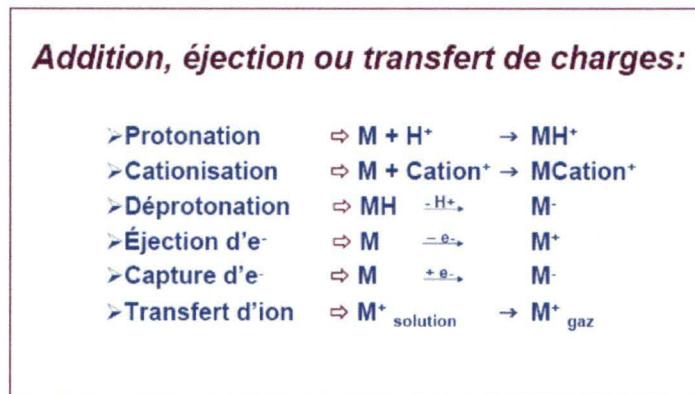 Addition, éjection ou transfert de charges:
➢Protonation ⇨ M + H⁺ → MH⁺
➢Cationisation ⇨ M + Cation⁺ → MCation⁺
➢Déprotonation ⇨ MH - H+→ M⁻
➢Éjection d'e⁻ ⇨ M – e-→ M⁺
➢Capture d'e⁻ ⇨ M + e-→ M⁻
➢Transfert d'ion ⇨ M⁺ solution → M⁺ gaz